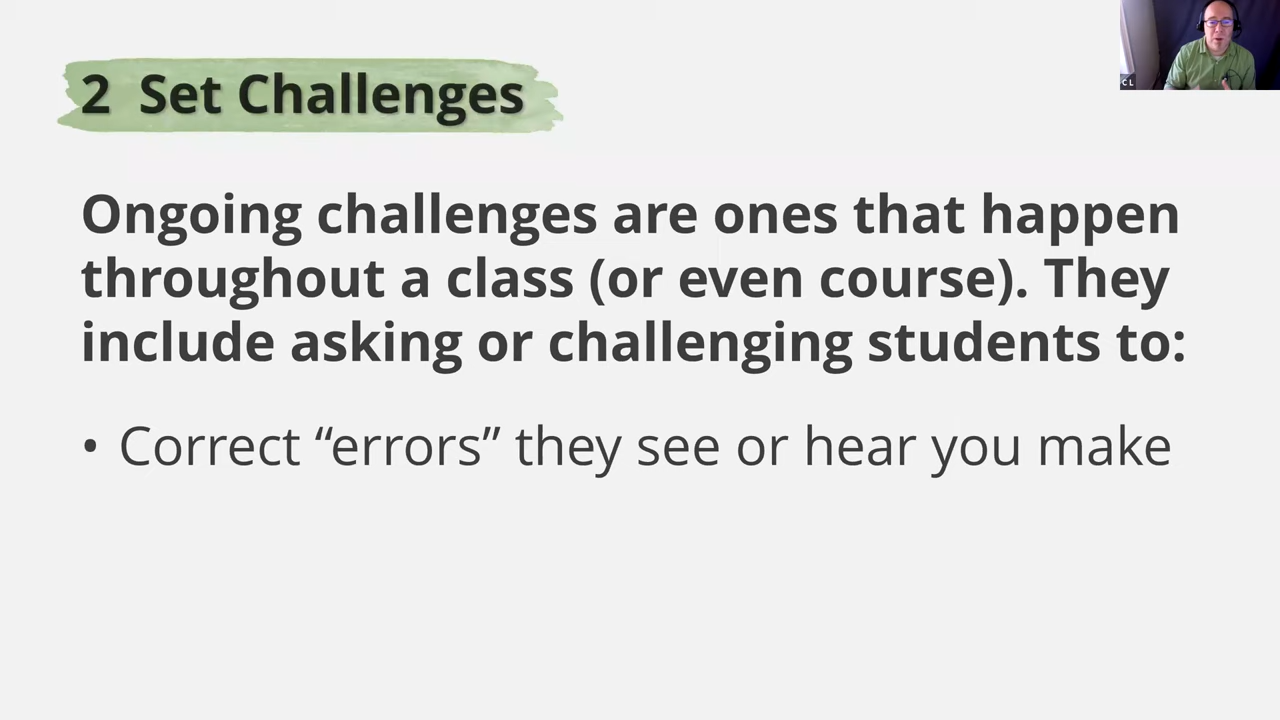 2 Set Challenges
Ongoing challenges are ones that happen
throughout a class (or even course). They
include asking or challenging students to:
• Correct “errors” they see or hear you make
C L